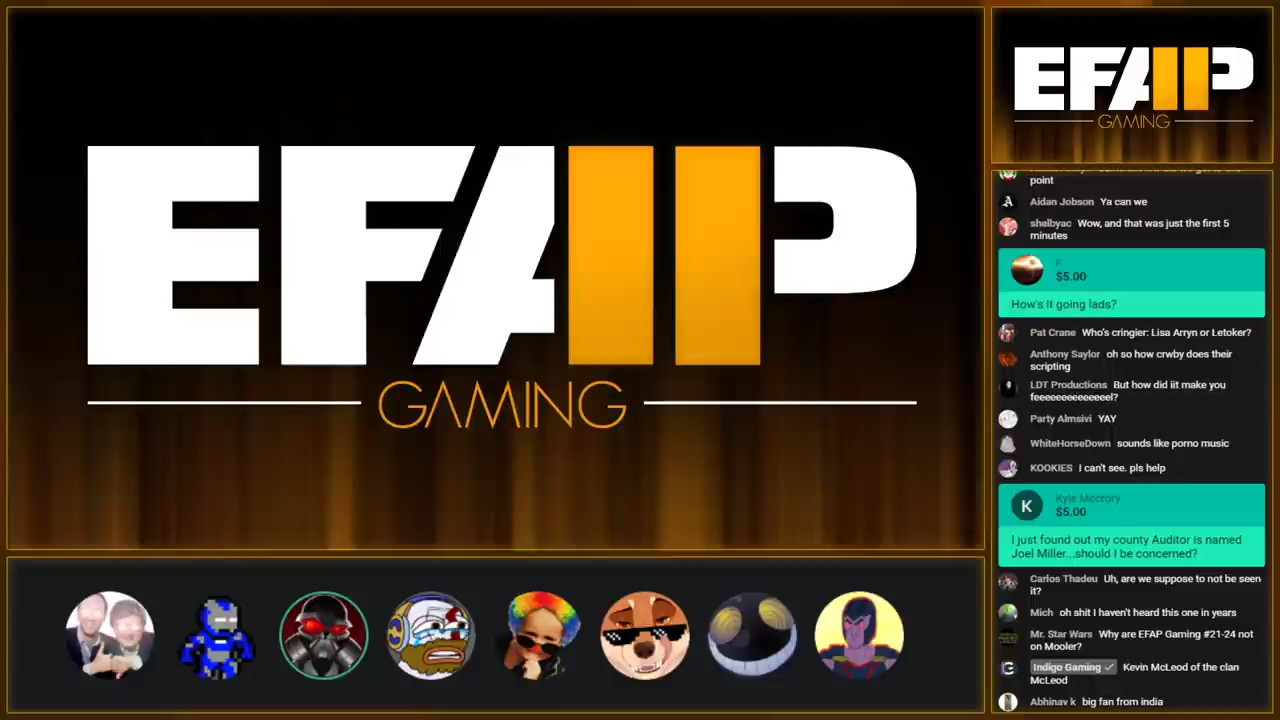 EFAP
GAMING
EFAP
GAMING
point
Aidan Jobson Ya can we
shelbyac Wow, and that was just the first 5
minutes
F
$5.00
How's it going lads?
Pat Crane Who's cringier: Lisa Arryn or Letoker?
Anthony Saylor oh so how crwby does their
scripting
LDT Productions But how did iit make you
feeeeeeeeeeeeel?
Party Almsivi YAY
WhiteHorseDown sounds like porno music
KOOKIES I can't see. pls help
K
Kyle Mccrory
$5.00
I just found out my county Auditor is named
Joel Miller...should I be concerned?
Carlos Thadeu Uh, are we suppose to not be seen
it?
Mich oh shit I haven't heard this one in years
Mr. Star Wars Why are EFAP Gaming #21-24 not
on Mooler?
Indigo Gaming ✓ Kevin McLeod of the clan
McLeod
Abhinav k big fan from india